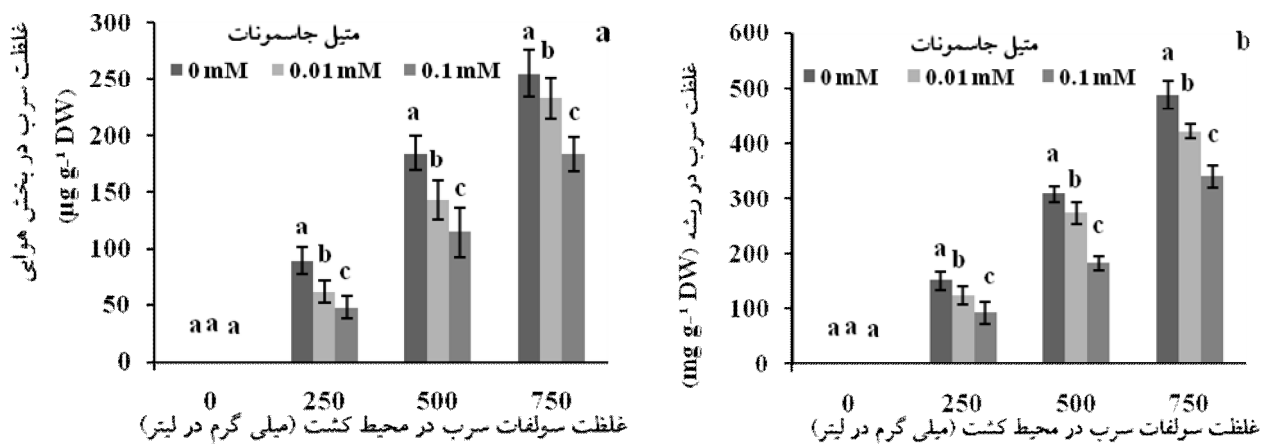 غلظت سرب در بخش هوایی
(µg g-¹ DW)
300
250
200
150
100
50
0
متیل جاسمونات
a
0 mM 0.01 mM 0.1 mM
a b c
a b c
a b c
a a a
0 250 500 750
غلظت سولفات سرب در محیط کشت (میلی گرم در لیتر)
غلظت سرب در ریشه (mg g-¹ DW)
600
500
400
300
200
100
0
متیل جاسمونات
b
0 mM 0.01 mM 0.1 mM
a b c
a b c
a b c
a a a
0 250 500 750
غلظت سولفات سرب در محیط کشت (میلی گرم در لیتر)